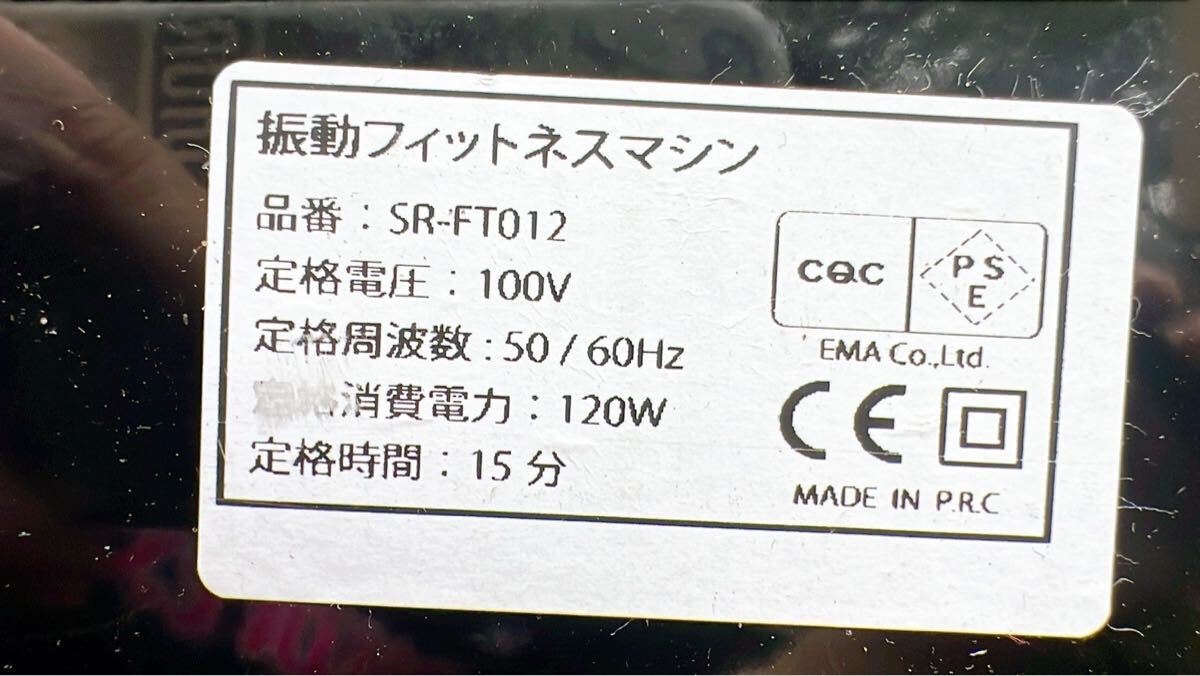 振動フィットネスマシン
品番：SR-FT012
定格電圧：100V
定格周波数：50 / 60Hz
消費電力：120W
定格時間：15分
CQC
PS
E
EMA Co.,Ltd.
CE
MADE IN P.R.C